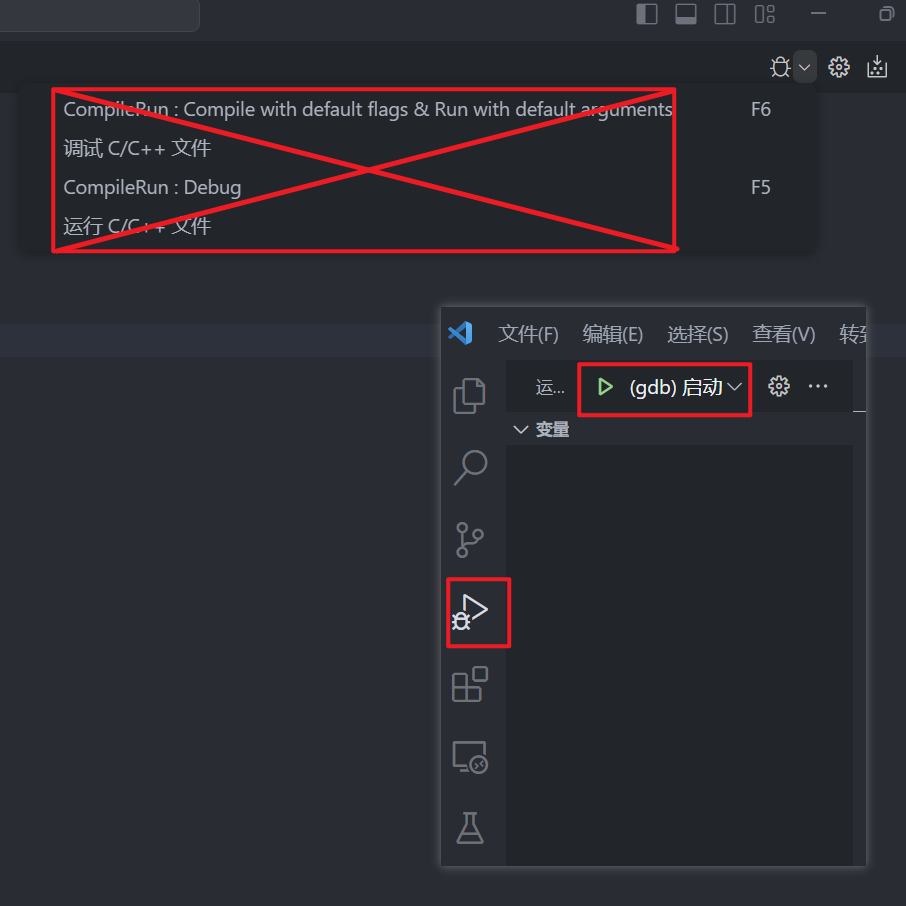 CompileRun : Compile with default flags & Run with default arguments F6
调试 C/C++ 文件
CompileRun : Debug F5
运行 C/C++ 文件
文件(F) 编辑(E) 选择(S) 查看(V) 转到
运... (gdb) 启动 ...
变量